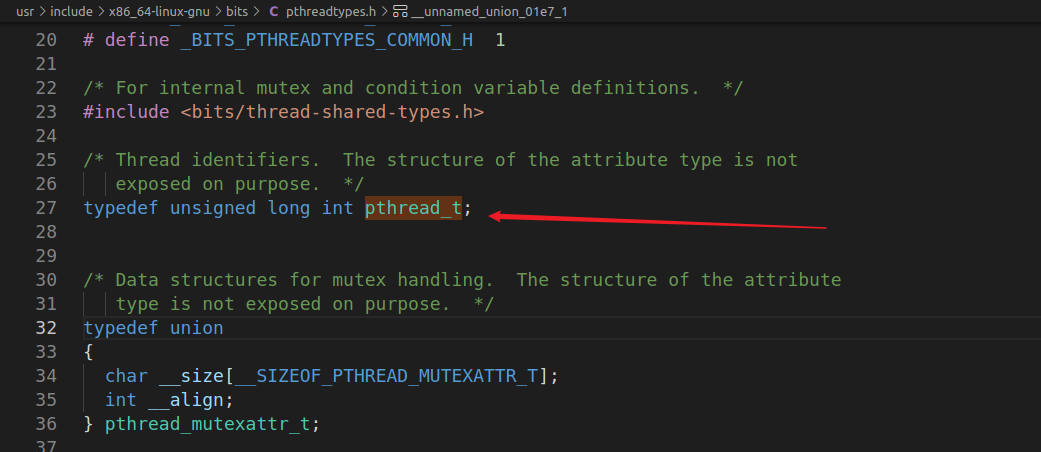 usr > include > x86_64-linux-gnu > bits > C pthreadtypes.h > __unnamed_union_01e7_1
20 # define _BITS_PTHREADTYPES_COMMON_H 1
21
22 /* For internal mutex and condition variable definitions.  */
23 #include <bits/thread-shared-types.h>
24
25 /* Thread identifiers.  The structure of the attribute type is not
26    exposed on purpose.  */
27 typedef unsigned long int pthread_t;
28
29
30 /* Data structures for mutex handling.  The structure of the attribute
31    type is not exposed on purpose.  */
32 typedef union
33 {
34   char __size[__SIZEOF_PTHREAD_MUTEXATTR_T];
35   int __align;
36 } pthread_mutexattr_t;
37